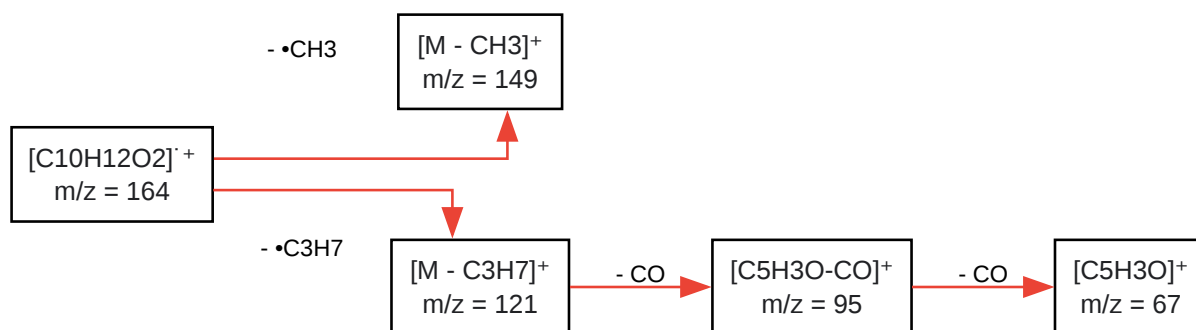 - •CH3
[M - CH3]⁺
m/z = 149
[C10H12O2]˙⁺
m/z = 164
- •C3H7
[M - C3H7]⁺
m/z = 121
- CO
[C5H3O-CO]⁺
m/z = 95
- CO
[C5H3O]⁺
m/z = 67